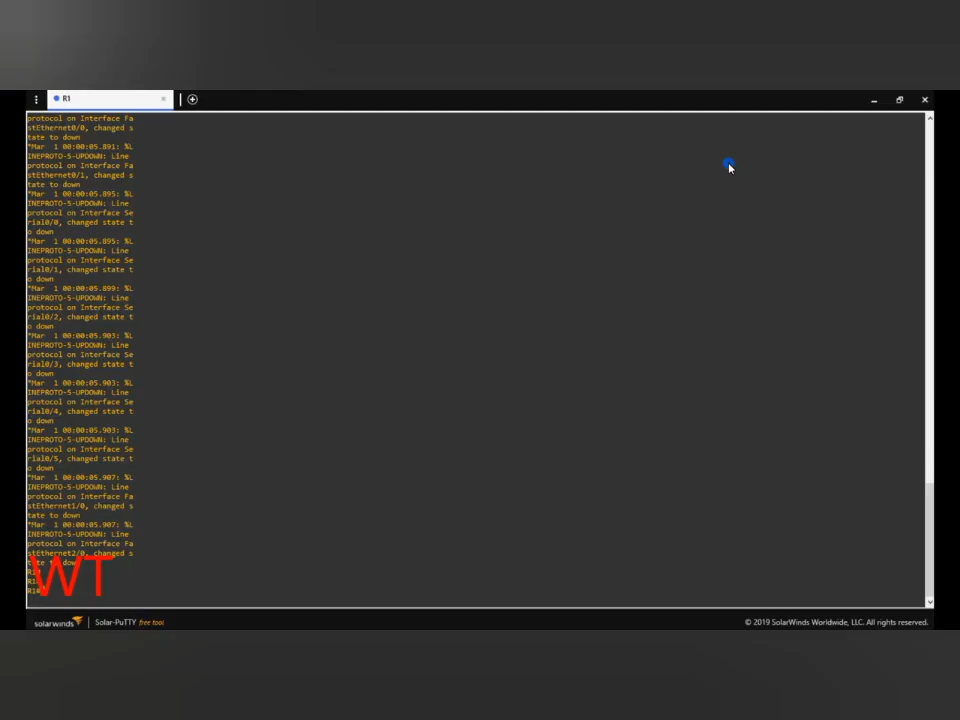 R1
protocol on Interface Fa
stEthernet0/0, changed s
tate to down
*Mar  1 00:00:05.891: %L
INEPROTO-5-UPDOWN: Line
protocol on Interface Fa
stEthernet0/1, changed s
tate to down
*Mar  1 00:00:05.895: %L
INEPROTO-5-UPDOWN: Line
protocol on Interface Se
rial0/0, changed state t
o down
*Mar  1 00:00:05.895: %L
INEPROTO-5-UPDOWN: Line
protocol on Interface Se
rial0/1, changed state t
o down
*Mar  1 00:00:05.899: %L
INEPROTO-5-UPDOWN: Line
protocol on Interface Se
rial0/2, changed state t
o down
*Mar  1 00:00:05.903: %L
INEPROTO-5-UPDOWN: Line
protocol on Interface Se
rial0/3, changed state t
o down
*Mar  1 00:00:05.903: %L
INEPROTO-5-UPDOWN: Line
protocol on Interface Se
rial0/4, changed state t
o down
*Mar  1 00:00:05.903: %L
INEPROTO-5-UPDOWN: Line
protocol on Interface Se
rial0/5, changed state t
o down
*Mar  1 00:00:05.907: %L
INEPROTO-5-UPDOWN: Line
protocol on Interface Fa
stEthernet1/0, changed s
tate to down
*Mar  1 00:00:05.907: %L
INEPROTO-5-UPDOWN: Line
protocol on Interface Fa
stEthernet2/0, changed s
tate to down
R1#
WT
solarwinds Solar-PuTTY free tool
© 2019 SolarWinds Worldwide, LLC. All rights reserved.